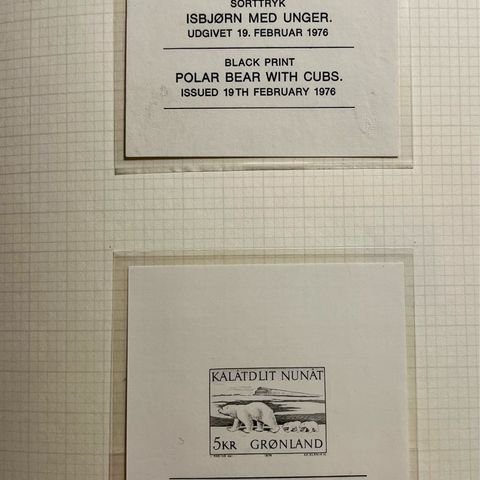 SORTTRYK
ISBJØRN MED UNGER.
UDGIVET 19. FEBRUAR 1976
BLACK PRINT
POLAR BEAR WITH CUBS.
ISSUED 19TH FEBRUARY 1976
KALÂTDLIT NUNÂT
5KR GRØNLAND